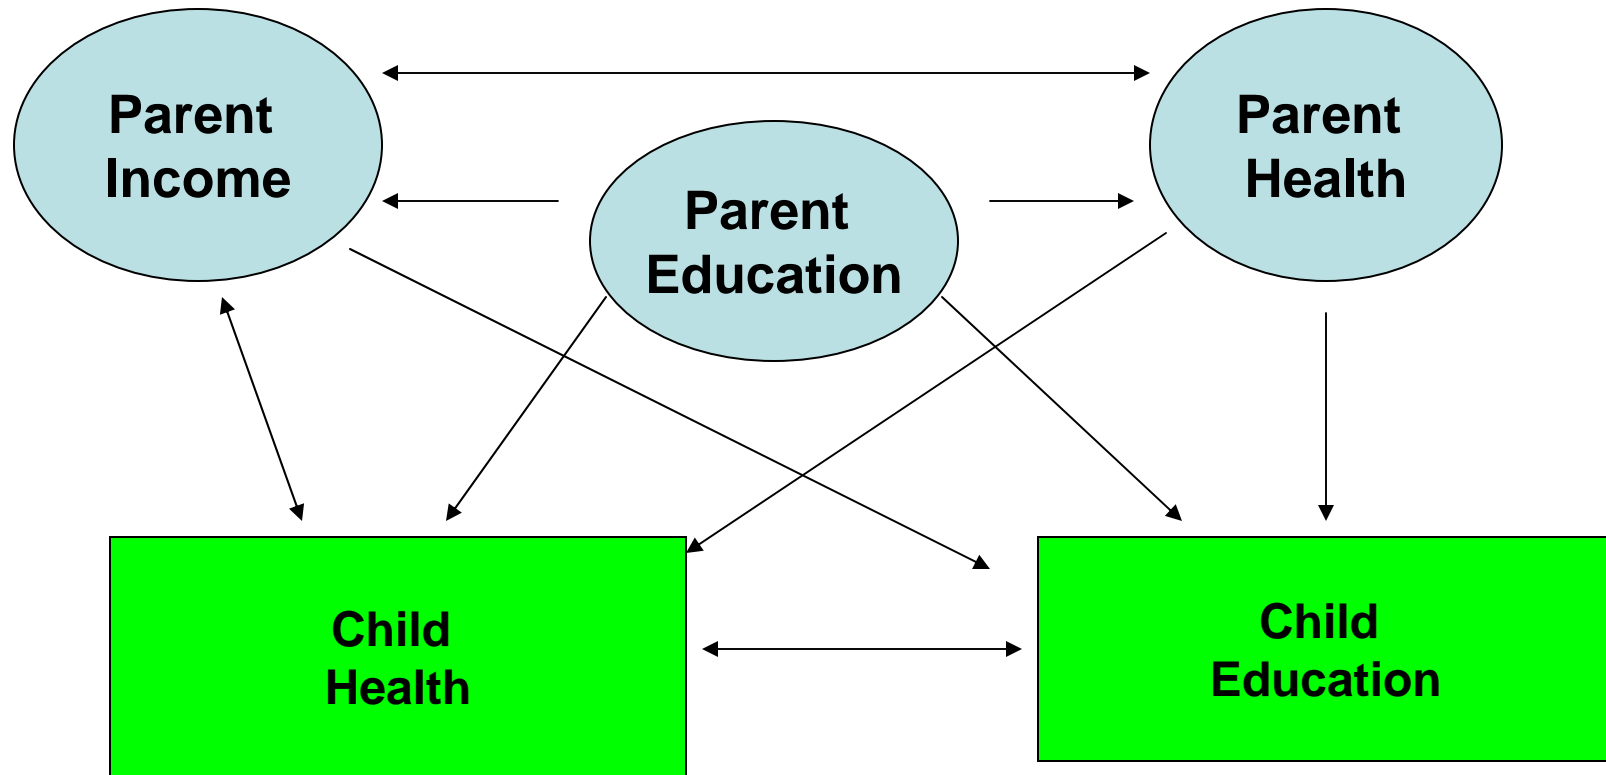 Parent
Income
Parent
Education
Parent
Health
Child
Health
Child
Education